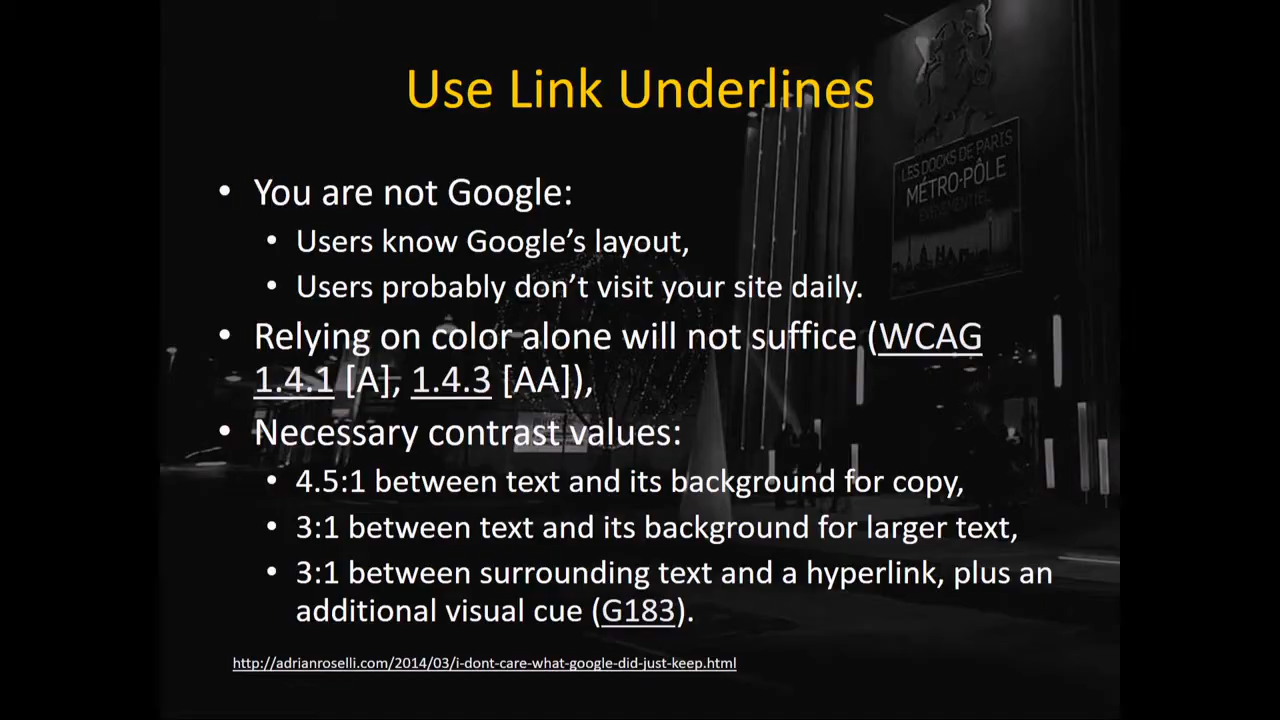 Use Link Underlines
LES DOCKS DE PARIS
MÉTRO·PÔLE
ÉVÉNEMENTIEL
• You are not Google:
• Users know Google’s layout,
• Users probably don’t visit your site daily.
• Relying on color alone will not suffice (WCAG
1.4.1 [A], 1.4.3 [AA]),
• Necessary contrast values:
• 4.5:1 between text and its background for copy,
• 3:1 between text and its background for larger text,
• 3:1 between surrounding text and a hyperlink, plus an
additional visual cue (G183).
http://adrianroselli.com/2014/03/i-dont-care-what-google-did-just-keep.html